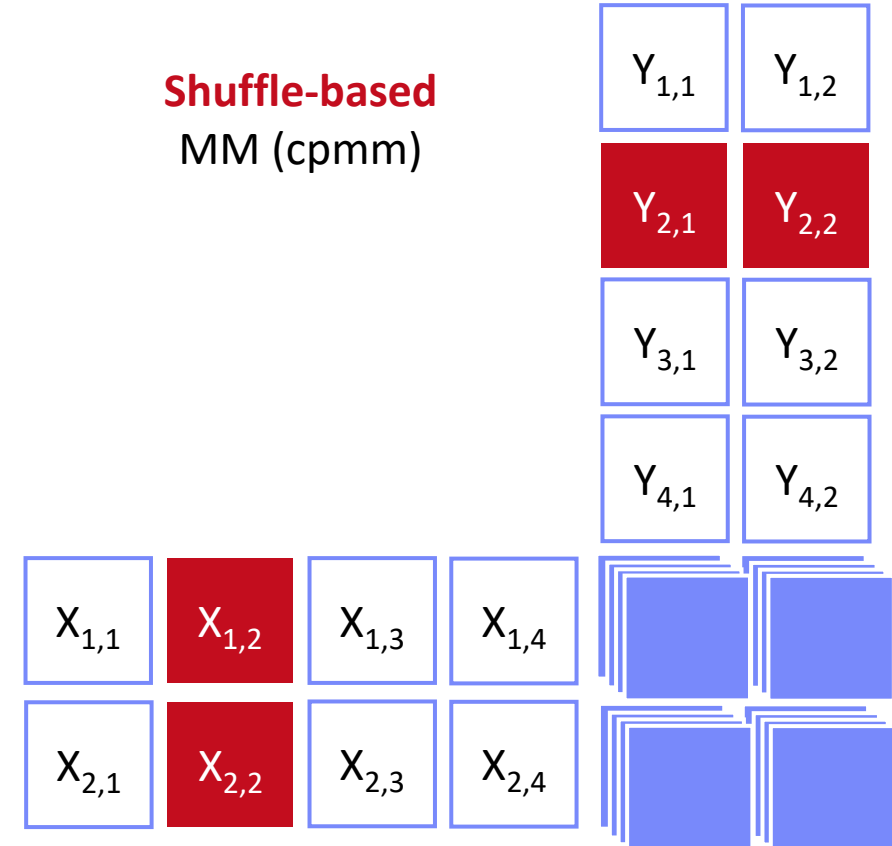 Shuffle-based
MM (cpmm)
Y1,1 Y1,2
Y2,1 Y2,2
Y3,1 Y3,2
Y4,1 Y4,2
X1,1 X1,2 X1,3 X1,4
X2,1 X2,2 X2,3 X2,4